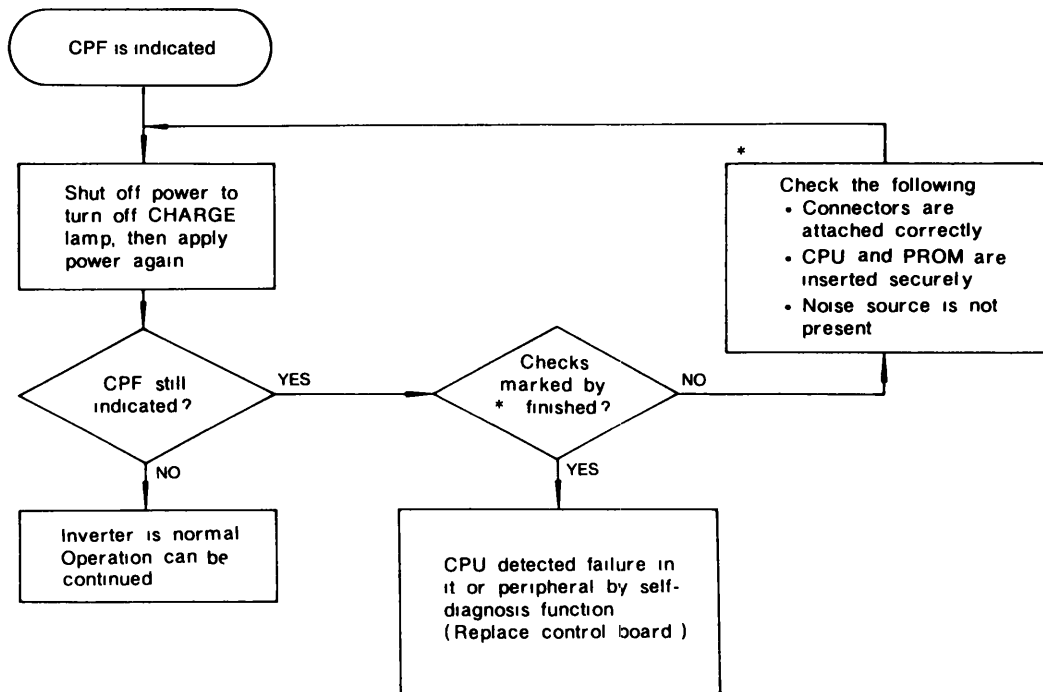 CPF is indicated
Shut off power to
turn off CHARGE
lamp, then apply
power again
*
Check the following
• Connectors are
attached correctly
• CPU and PROM are
inserted securely
• Noise source is not
present
CPF still
indicated?
YES
NO
Checks
marked by
* finished?
NO
YES
Inverter is normal
Operation can be
continued
CPU detected failure in
it or peripheral by self-
diagnosis function
(Replace control board)